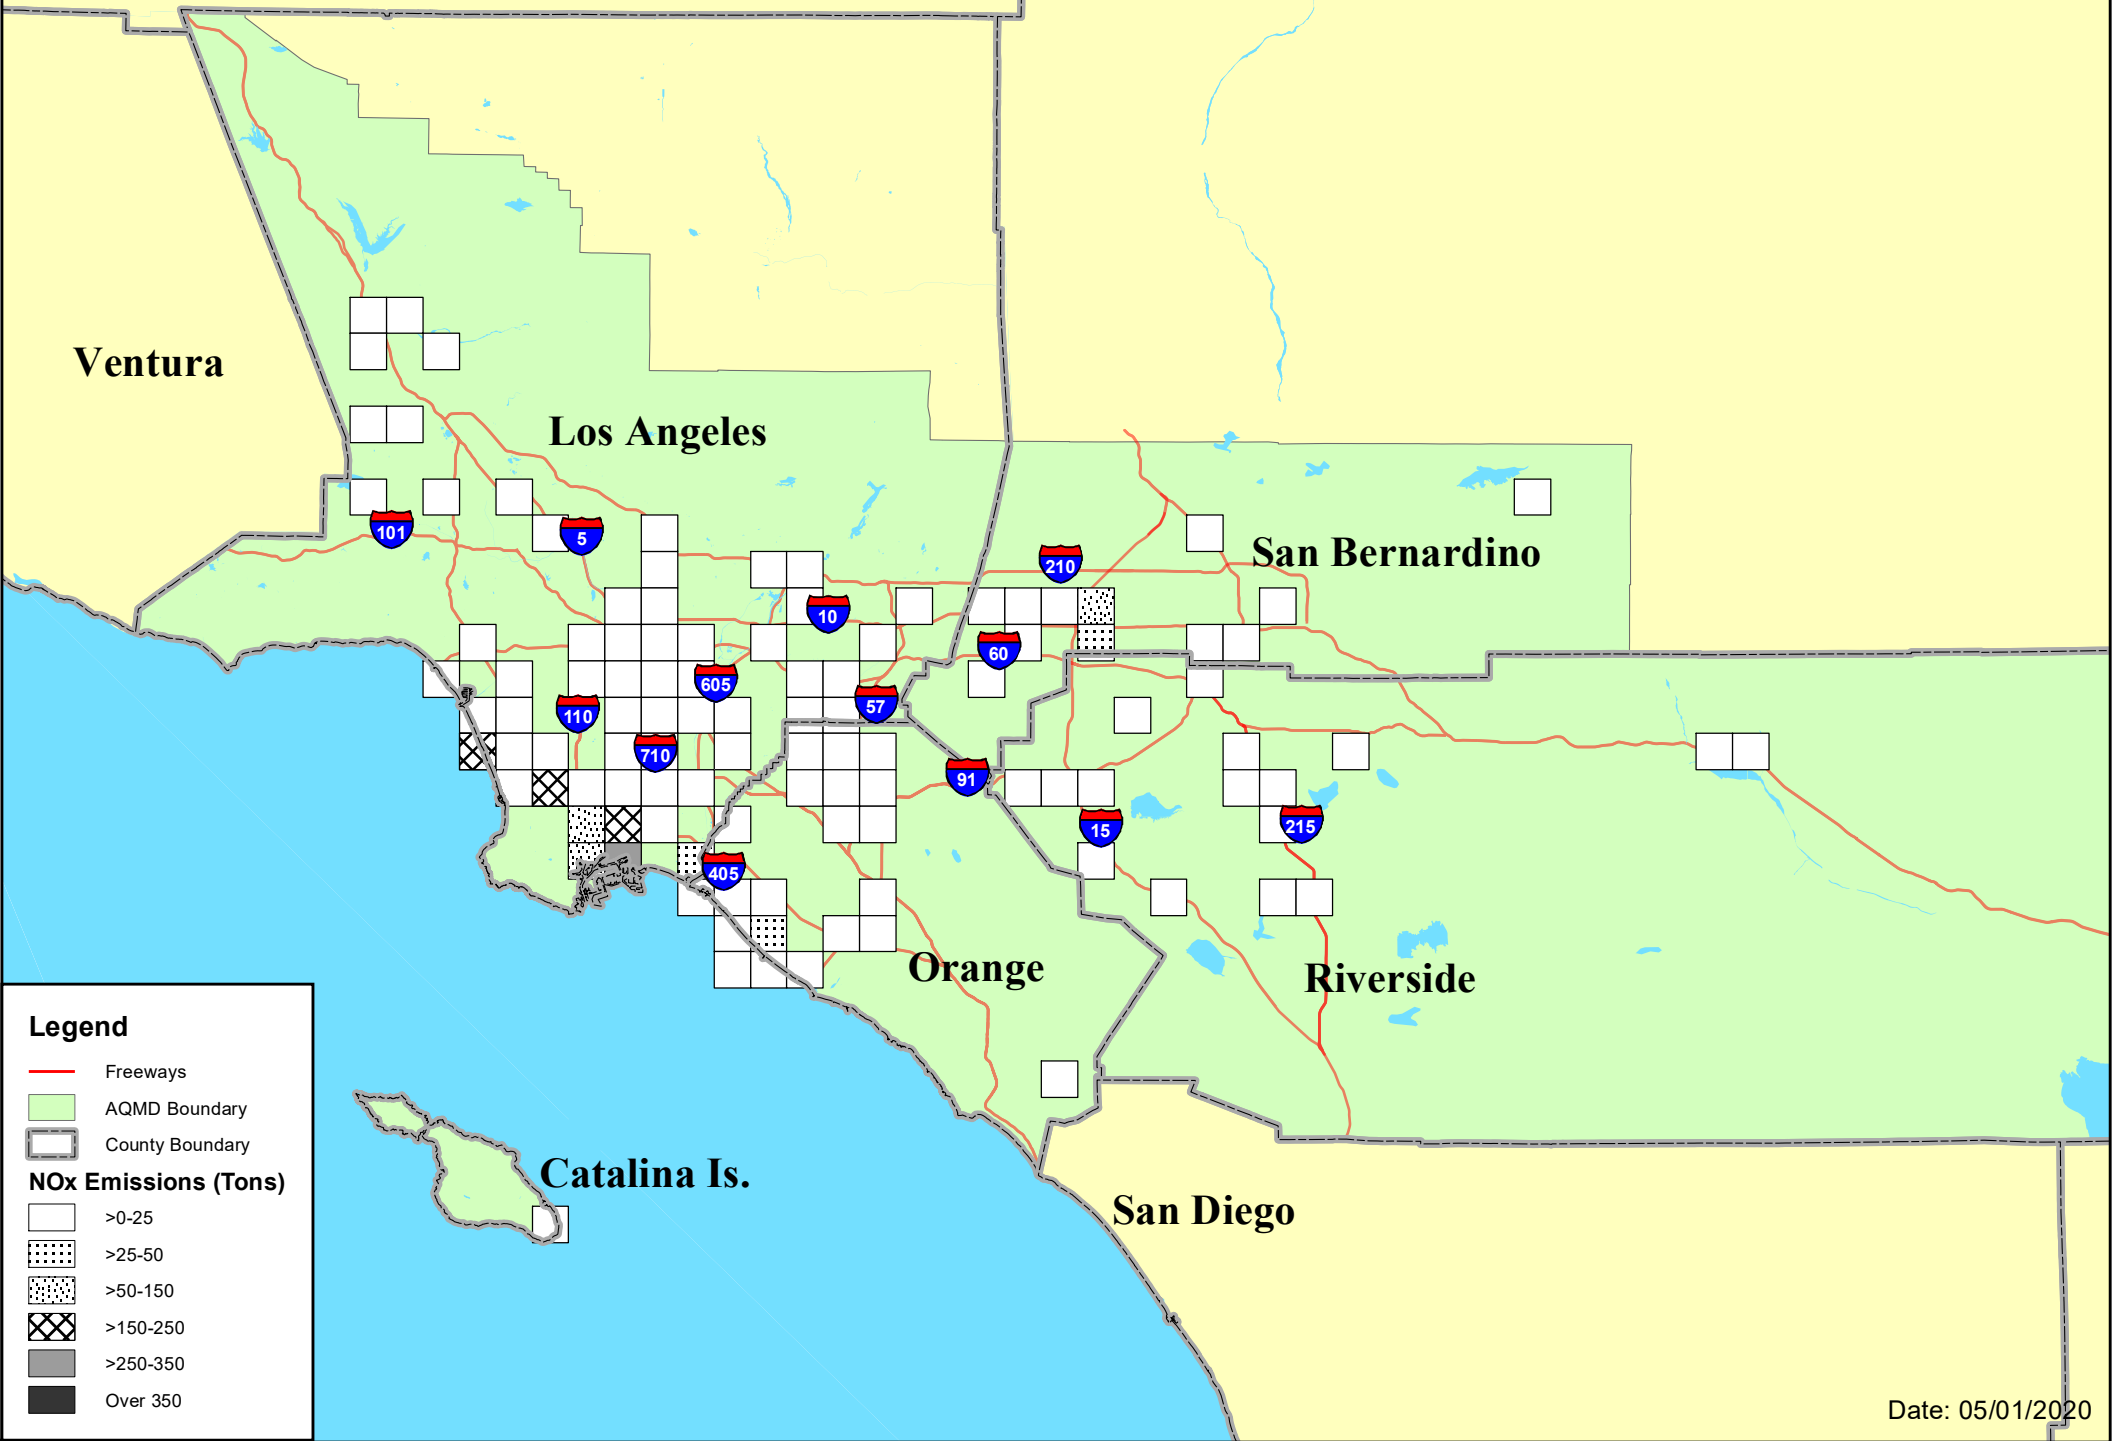 Ventura
Los Angeles
101
5
210
San Bernardino
10
60
605
57
110
710
91
15
215
405
Orange
Riverside
Catalina Is.
San Diego
Legend
Freeways
AQMD Boundary
County Boundary
NOx Emissions (Tons)
>0-25
>25-50
>50-150
>150-250
>250-350
Over 350
Date: 05/01/2020